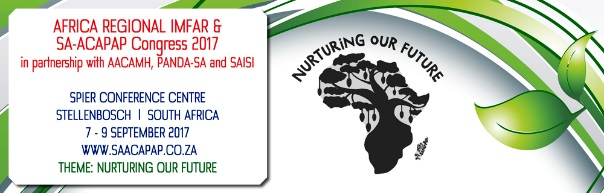 AFRICA REGIONAL IMFAR &
SA-ACAPAP Congress 2017
in partnership with AACAMH, PANDA-SA and SAISI
SPIER CONFERENCE CENTRE
STELLENBOSCH | SOUTH AFRICA
7 - 9 SEPTEMBER 2017
WWW.SAACAPAP.CO.ZA
THEME: NURTURING OUR FUTURE
NURTURiNG OUR FUTURE